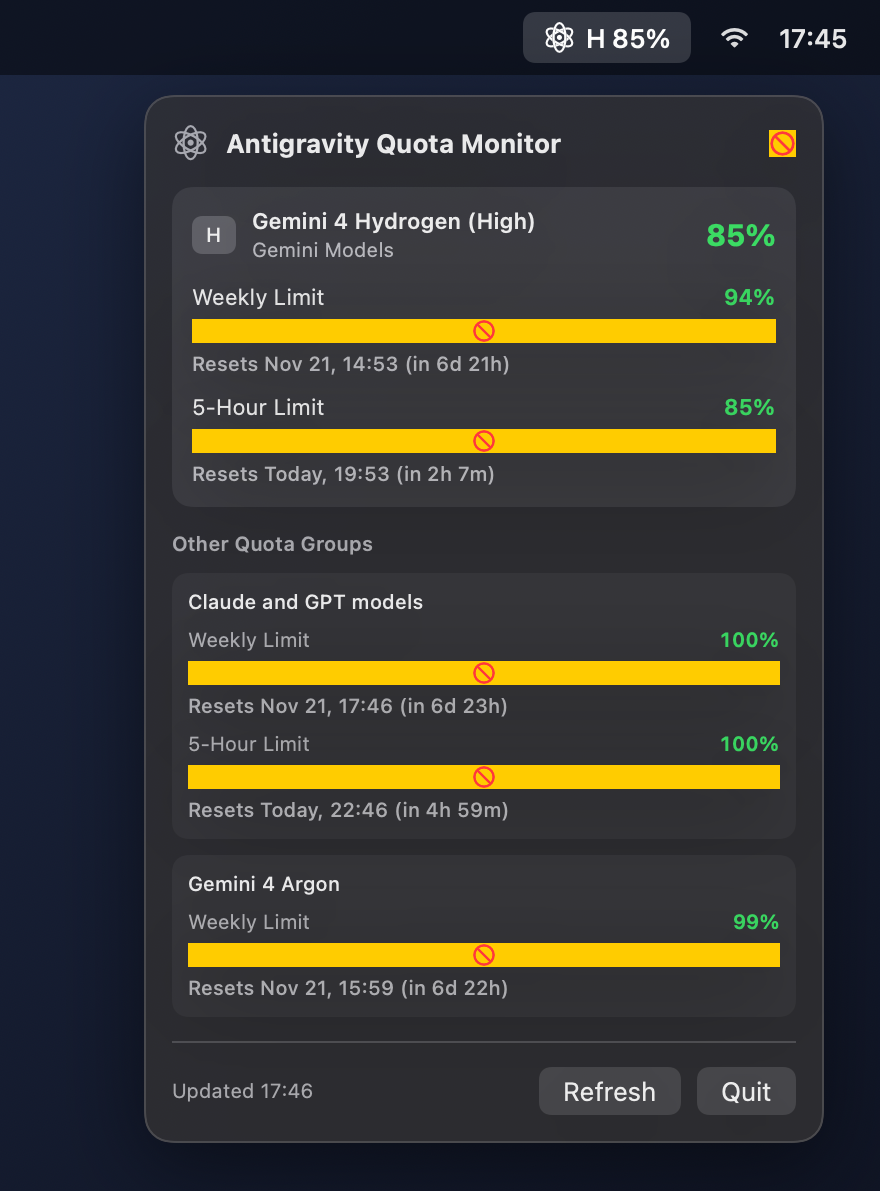 H 85%
17:45
Antigravity Quota Monitor
H
Gemini 4 Hydrogen (High)
Gemini Models
85%
Weekly Limit
94%
Resets Nov 21, 14:53 (in 6d 21h)
5-Hour Limit
85%
Resets Today, 19:53 (in 2h 7m)
Other Quota Groups
Claude and GPT models
Weekly Limit
100%
Resets Nov 21, 17:46 (in 6d 23h)
5-Hour Limit
100%
Resets Today, 22:46 (in 4h 59m)
Gemini 4 Argon
Weekly Limit
99%
Resets Nov 21, 15:59 (in 6d 22h)
Updated 17:46
Refresh
Quit